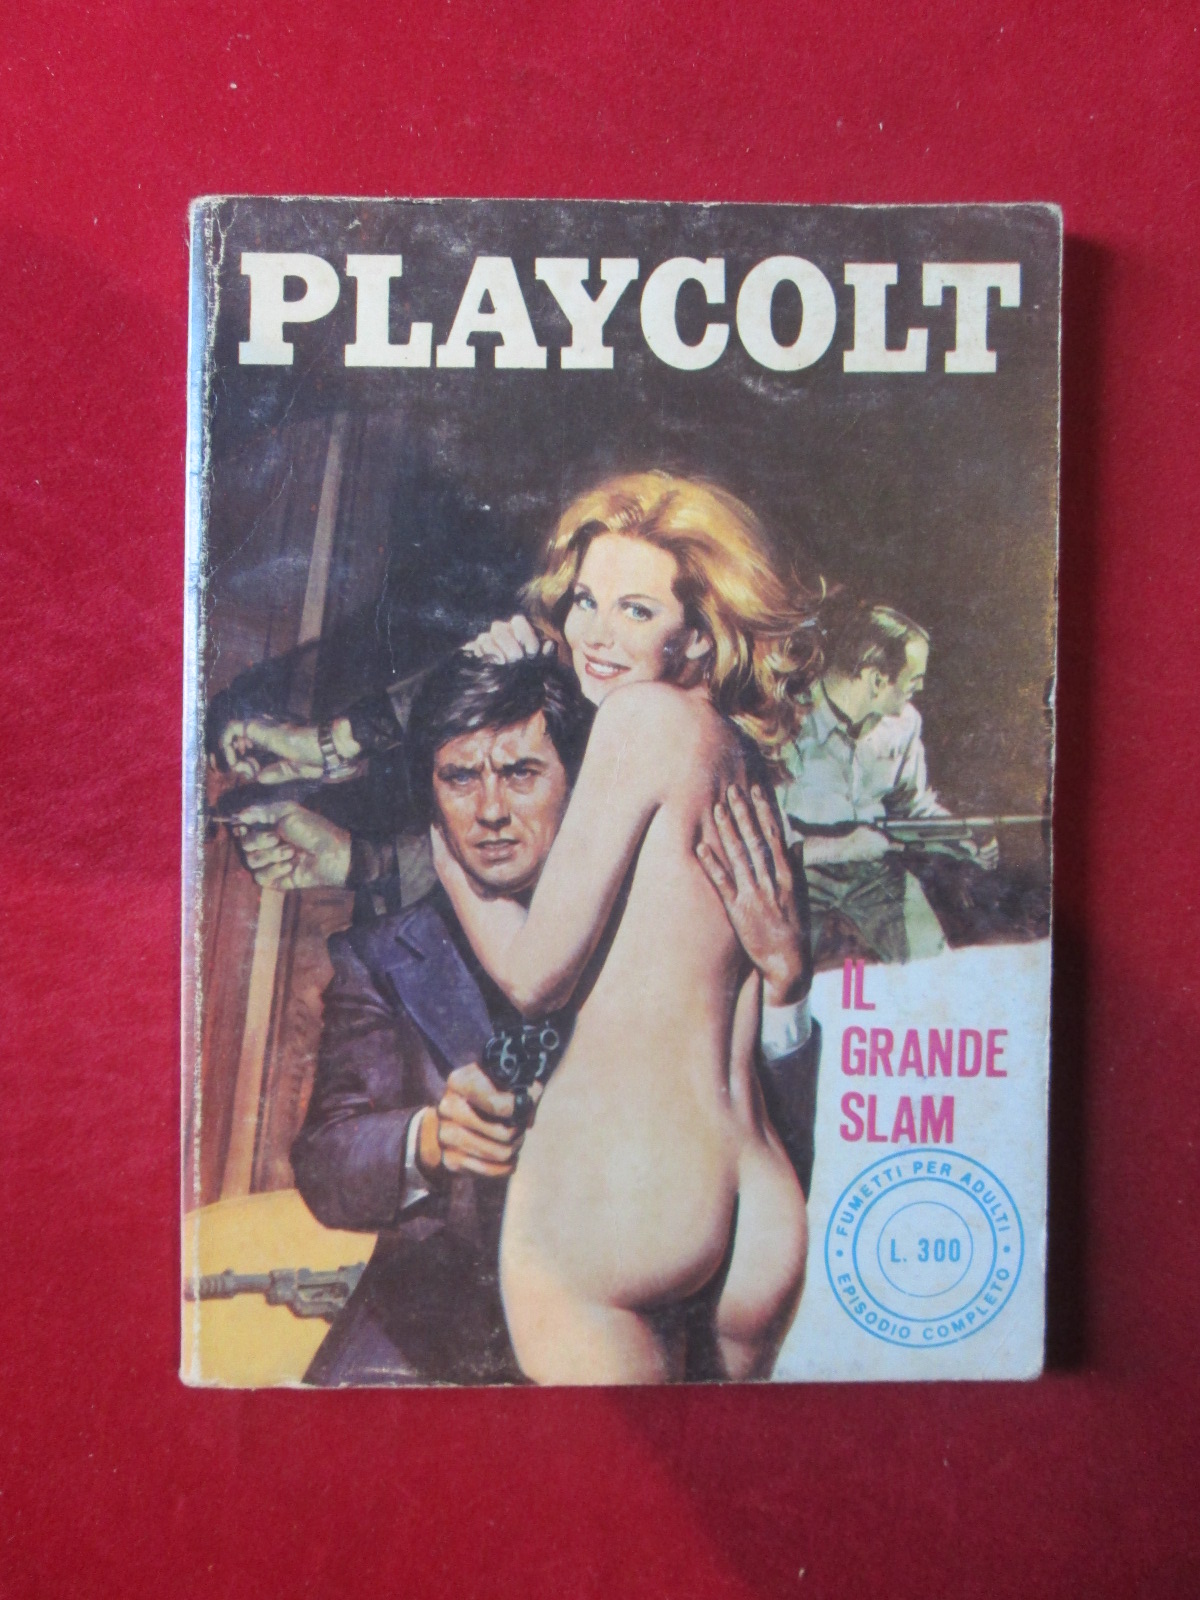 PLAYCOLT
IL
GRANDE
SLAM
FUMETTI PER ADULTI
L. 300
EPISODIO COMPLETO